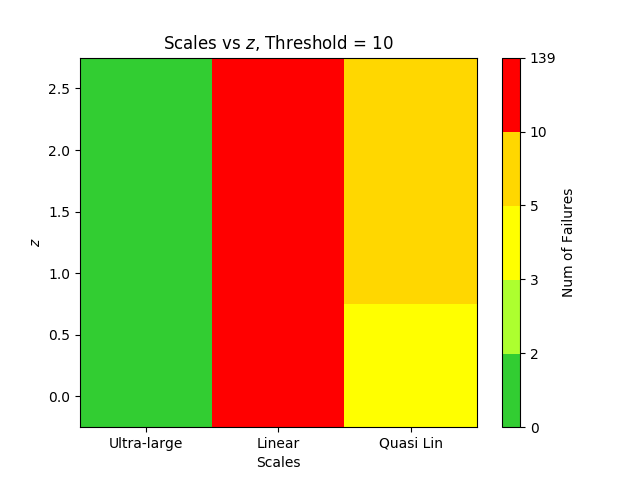 Scales vs z, Threshold = 10
2.5
2.0
1.5
1.0
0.5
0.0
z
Ultra-large
Linear
Quasi Lin
Scales
139
10
5
3
2
0
Num of Failures